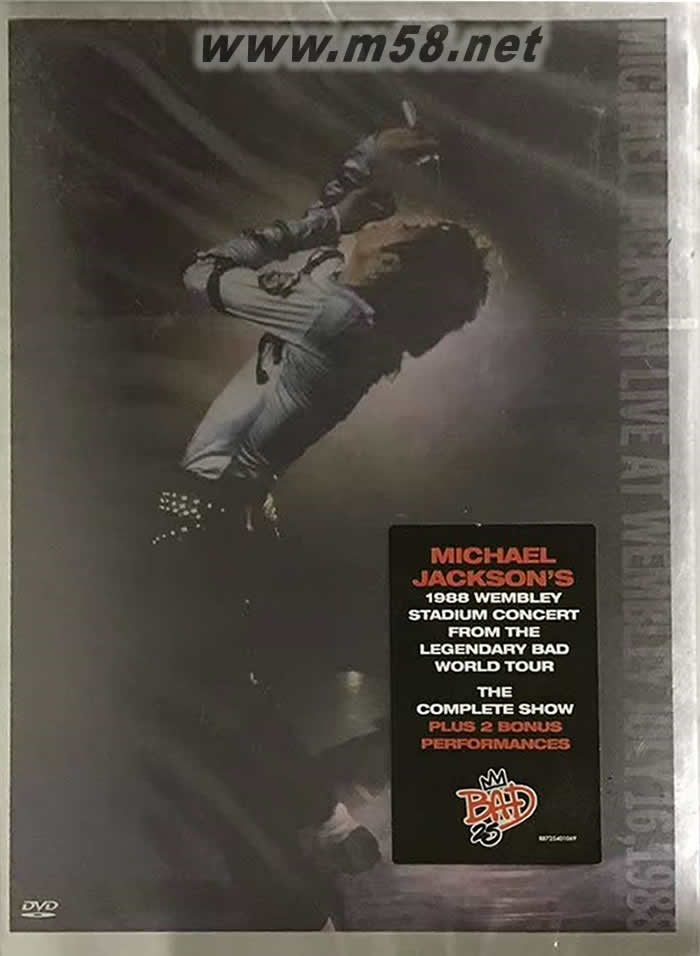 www.m58.net
MICHAEL JACKSON LIVE AT WEMBLEY JULY 16, 1988
MICHAEL
JACKSON'S
1988 WEMBLEY
STADIUM CONCERT
FROM THE
LEGENDARY BAD
WORLD TOUR
THE
COMPLETE SHOW
PLUS 2 BONUS
PERFORMANCES
BAD
25
88725401069
DVD